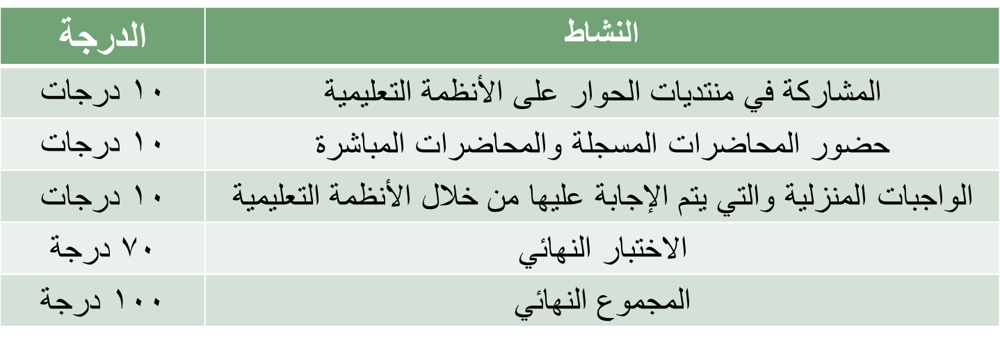 النشاط الدرجة
المشاركة في منتديات الحوار على الأنظمة التعليمية ١٠ درجات
حضور المحاضرات المسجلة والمحاضرات المباشرة ١٠ درجات
الواجبات المنزلية والتي يتم الإجابة عليها من خلال الأنظمة التعليمية ١٠ درجات
الاختبار النهائي ٧٠ درجة
المجموع النهائي ١٠٠ درجة